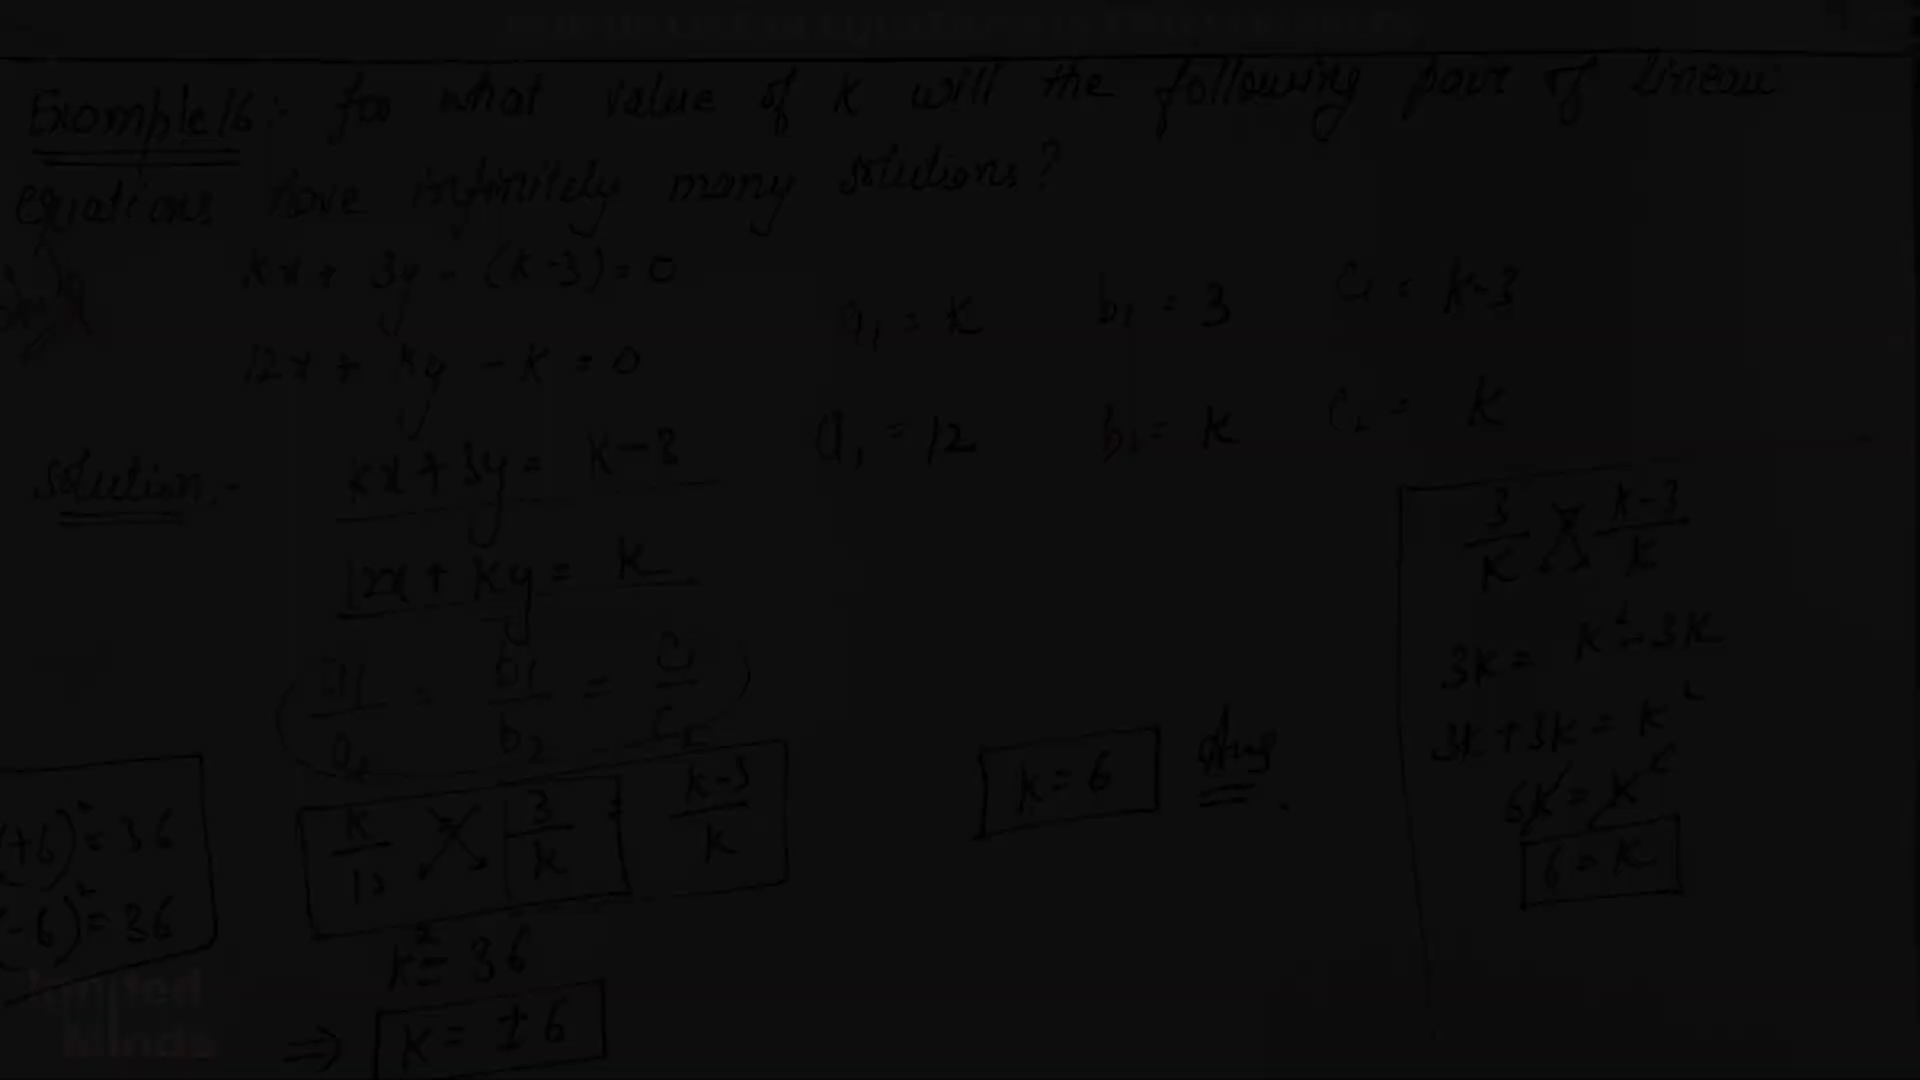 Example 16:- for what value of K will the following pair of linear
equations have infinitely many solutions?
Kx + 3y - (K-3) = 0
12x + Ky - K = 0
a1 = K b1 = 3 C1 = K-3
a1 = 12 b1 = K C2 = K
Solution:-
Kx + 3y = K-3
12x + Ky = K
a1/a2 = b1/b2 = C1/C2
K/12 = 3/K = K-3/K
K² = 36
⇒ K = ±6
(+6)² = 36
(-6)² = 36
K = 6 Ans.
3/K = K-3/K
3K = K² - 3K
3K + 3K = K²
6K = K²
6 = K